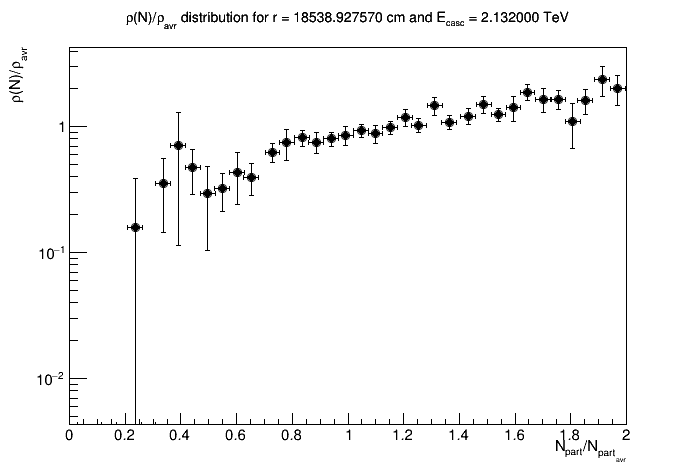 ρ(N)/ρavr distribution for r = 18538.927570 cm and Ecasc = 2.132000 TeV
ρ(N)/ρavr
1
10−1
10−2
0 0.2 0.4 0.6 0.8 1 1.2 1.4 1.6 1.8 2
Npart/Npartavr